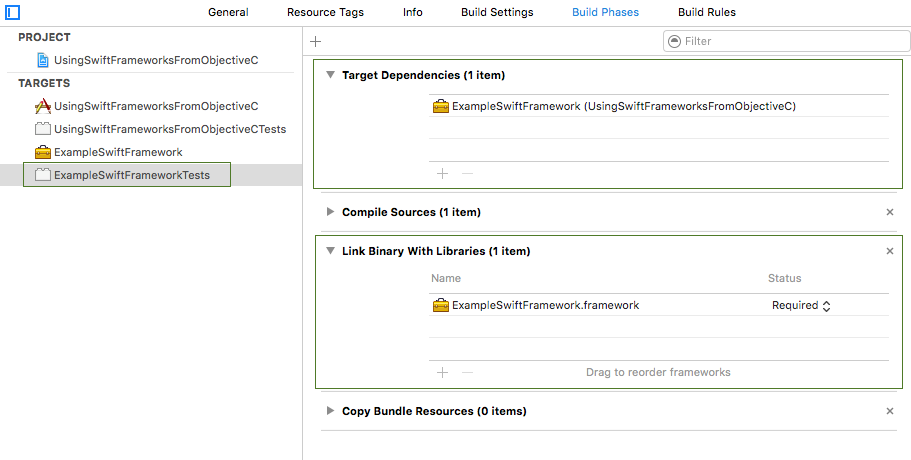 General Resource Tags Info Build Settings Build Phases Build Rules
PROJECT
UsingSwiftFrameworksFromObjectiveC
TARGETS
UsingSwiftFrameworksFromObjectiveC
UsingSwiftFrameworksFromObjectiveCTests
ExampleSwiftFramework
ExampleSwiftFrameworkTests
Filter
Target Dependencies (1 item)
ExampleSwiftFramework (UsingSwiftFrameworksFromObjectiveC)
Compile Sources (1 item)
Link Binary With Libraries (1 item)
Name Status
ExampleSwiftFramework.framework Required
Drag to reorder frameworks
Copy Bundle Resources (0 items)